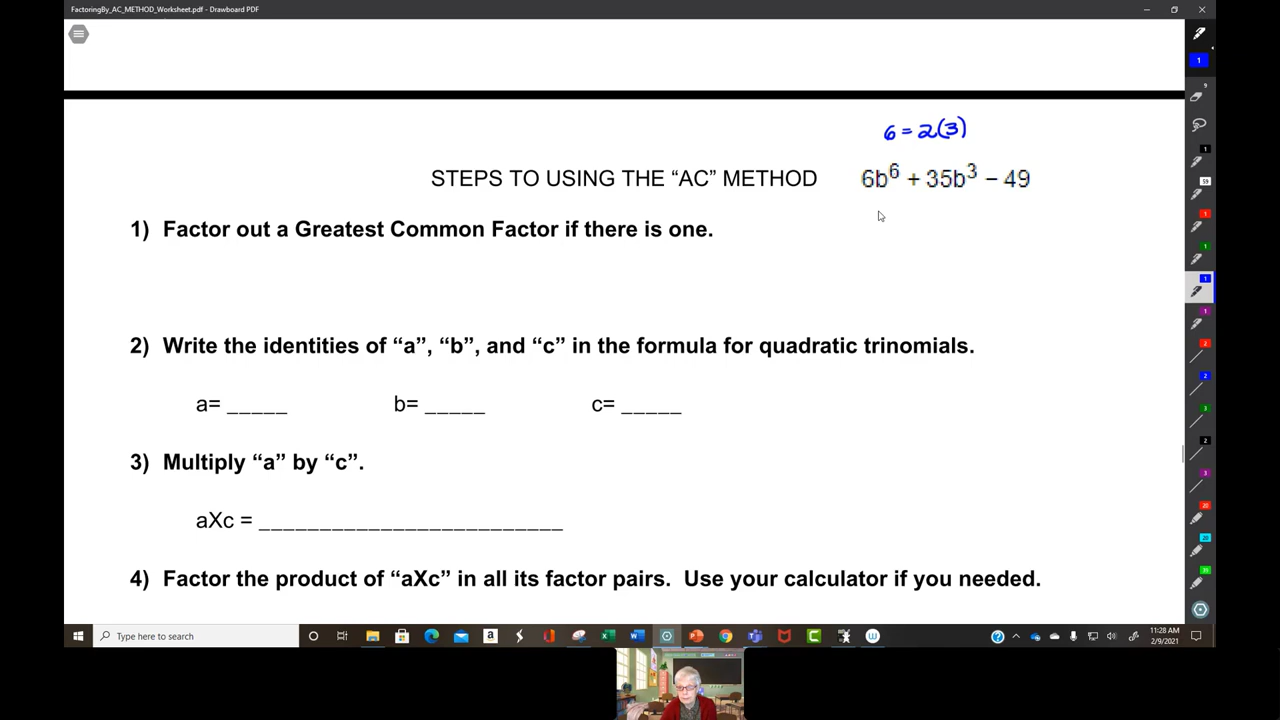 FactoringBy_AC_METHOD_Worksheet.pdf - Drawboard PDF
6 = 2(3)
STEPS TO USING THE “AC” METHOD 6b⁶ + 35b³ − 49
1) Factor out a Greatest Common Factor if there is one.
2) Write the identities of “a”, “b”, and “c” in the formula for quadratic trinomials.
a= _____ b= _____ c= _____
3) Multiply “a” by “c”.
aXc = ________________________
4) Factor the product of “aXc” in all its factor pairs. Use your calculator if you needed.
Type here to search
11:28 AM
2/9/2021